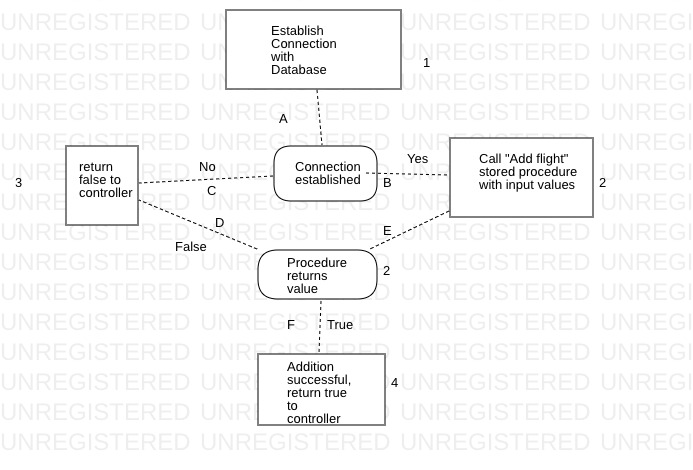 Establish
Connection
with
Database
1
A
Connection
established
No
C
Yes
B
return
false to
controller
3
Call "Add flight"
stored procedure
with input values
2
D
False
E
Procedure
returns
value
2
F
True
Addition
successful,
return true
to
controller
4
UNREGISTERED